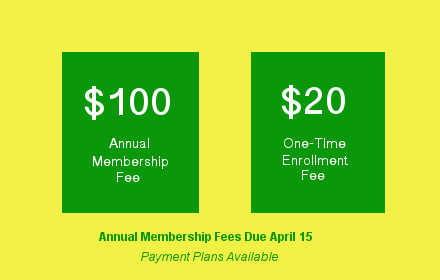 $100
Annual
Membership
Fee
$20
One-Time
Enrollment
Fee
Annual Membership Fees Due April 15
Payment Plans Available